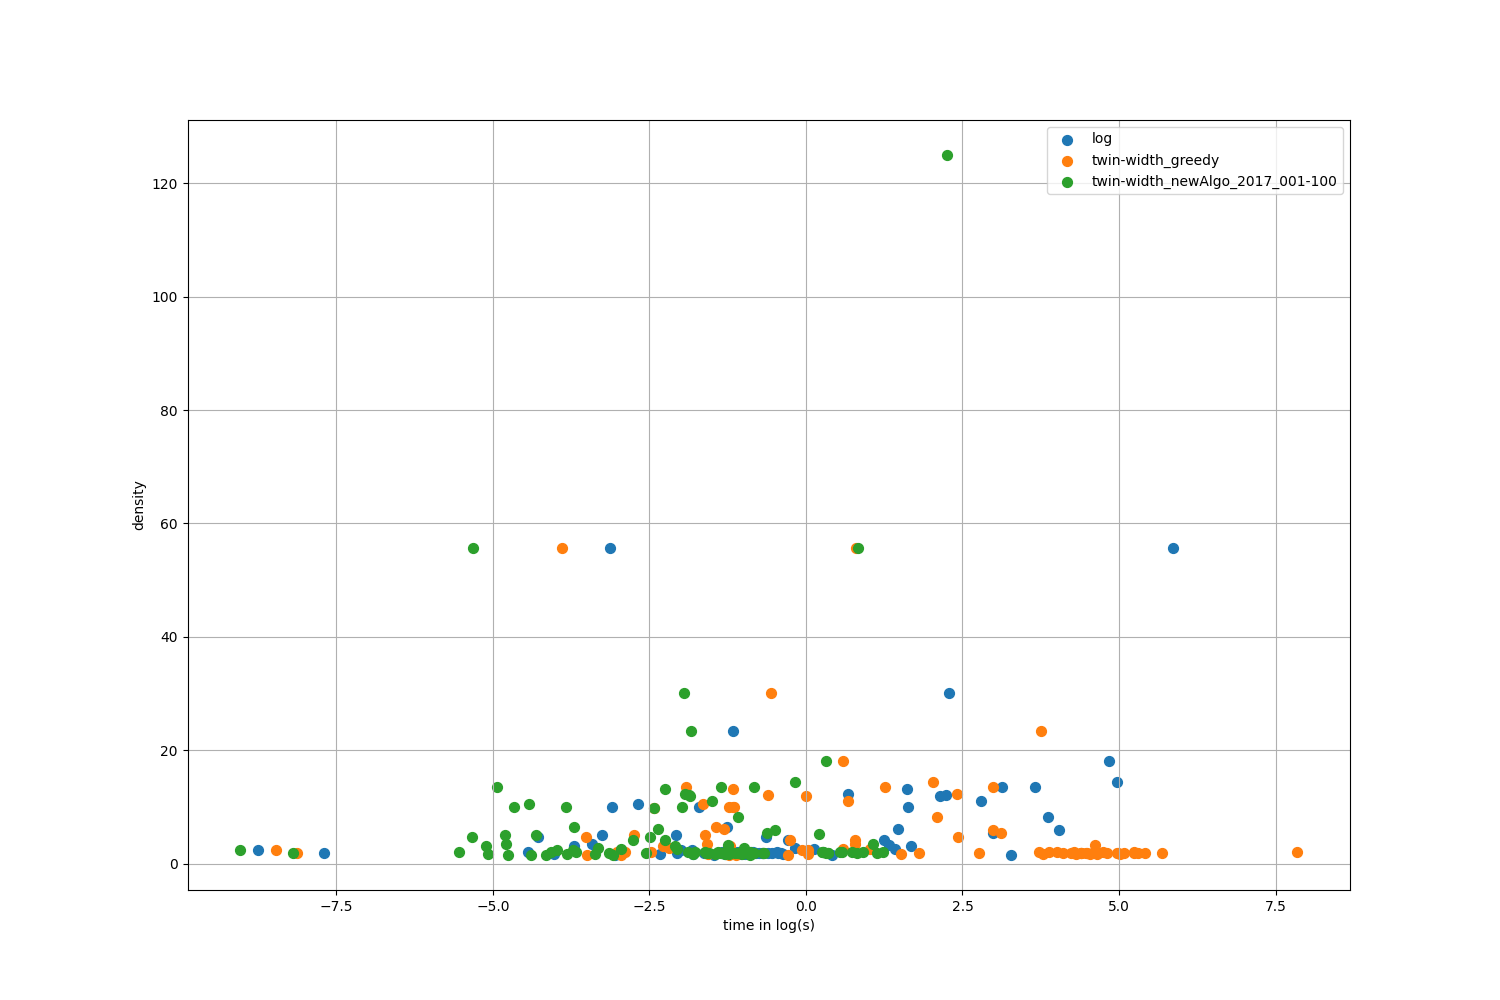 log
twin-width_greedy
twin-width_newAlgo_2017_001-100
120
100
80
60
40
20
0
density
−7.5 −5.0 −2.5 0.0 2.5 5.0 7.5
time in log(s)